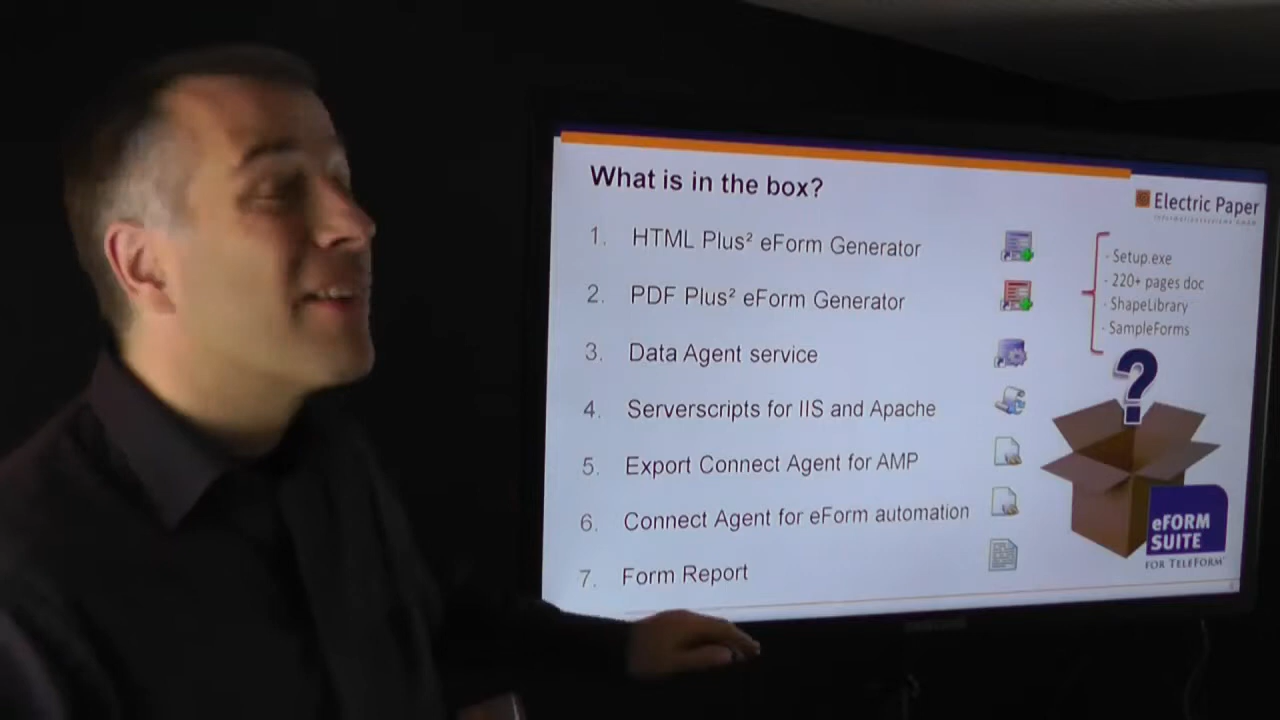 What is in the box?
Electric Paper
1. HTML Plus² eForm Generator
2. PDF Plus² eForm Generator
3. Data Agent service
4. Serverscripts for IIS and Apache
5. Export Connect Agent for AMP
6. Connect Agent for eForm automation
7. Form Report
- Setup.exe
- 220+ pages doc
- ShapeLibrary
- SampleForms
?
eFORM
SUITE
FOR TELEFORM